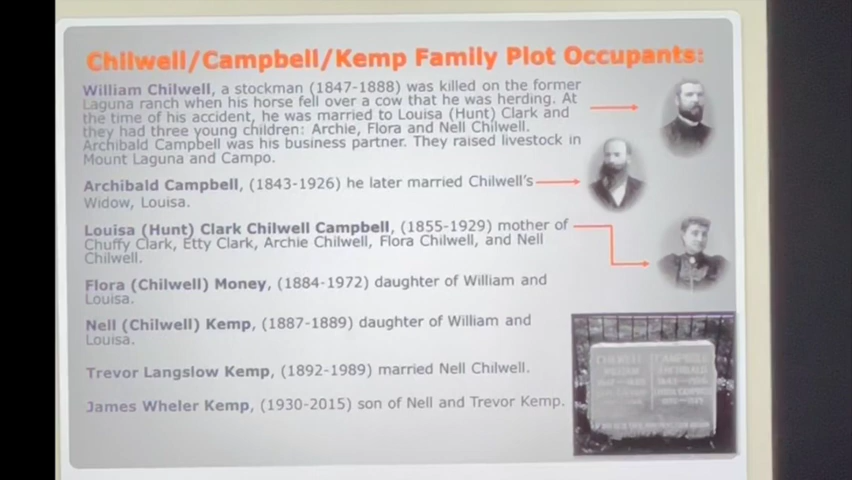 Chilwell/Campbell/Kemp Family Plot Occupants:
William Chilwell, a stockman (1847-1888) was killed on the former
Laguna ranch when his horse fell over a cow that he was herding. At
the time of his accident, he was married to Louisa (Hunt) Clark and
they had three young children: Archie, Flora and Nell Chilwell.
Archibald Campbell was his business partner. They raised livestock in
Mount Laguna and Campo.
Archibald Campbell, (1843-1926) he later married Chilwell's
Widow, Louisa.
Louisa (Hunt) Clark Chilwell Campbell, (1855-1929) mother of
Chuffy Clark, Etty Clark, Archie Chilwell, Flora Chilwell, and Nell
Chilwell.
Flora (Chilwell) Money, (1884-1972) daughter of William and
Louisa.
Nell (Chilwell) Kemp, (1887-1889) daughter of William and
Louisa.
Trevor Langslow Kemp, (1892-1989) married Nell Chilwell.
James Wheler Kemp, (1930-2015) son of Nell and Trevor Kemp.
CHILWELL CAMPBELL
WILLIAM ARCHIBALD